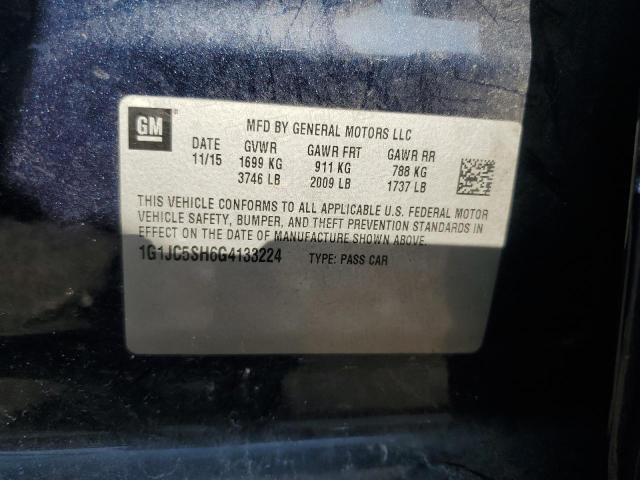 GM
MFD BY GENERAL MOTORS LLC
DATE GVWR GAWR FRT GAWR RR
11/15 1699 KG 911 KG 788 KG
3746 LB 2009 LB 1737 LB
THIS VEHICLE CONFORMS TO ALL APPLICABLE U.S. FEDERAL MOTOR
VEHICLE SAFETY, BUMPER, AND THEFT PREVENTION STANDARDS IN
EFFECT ON THE DATE OF MANUFACTURE SHOWN ABOVE.
1G1JC5SH6G4133224 TYPE: PASS CAR